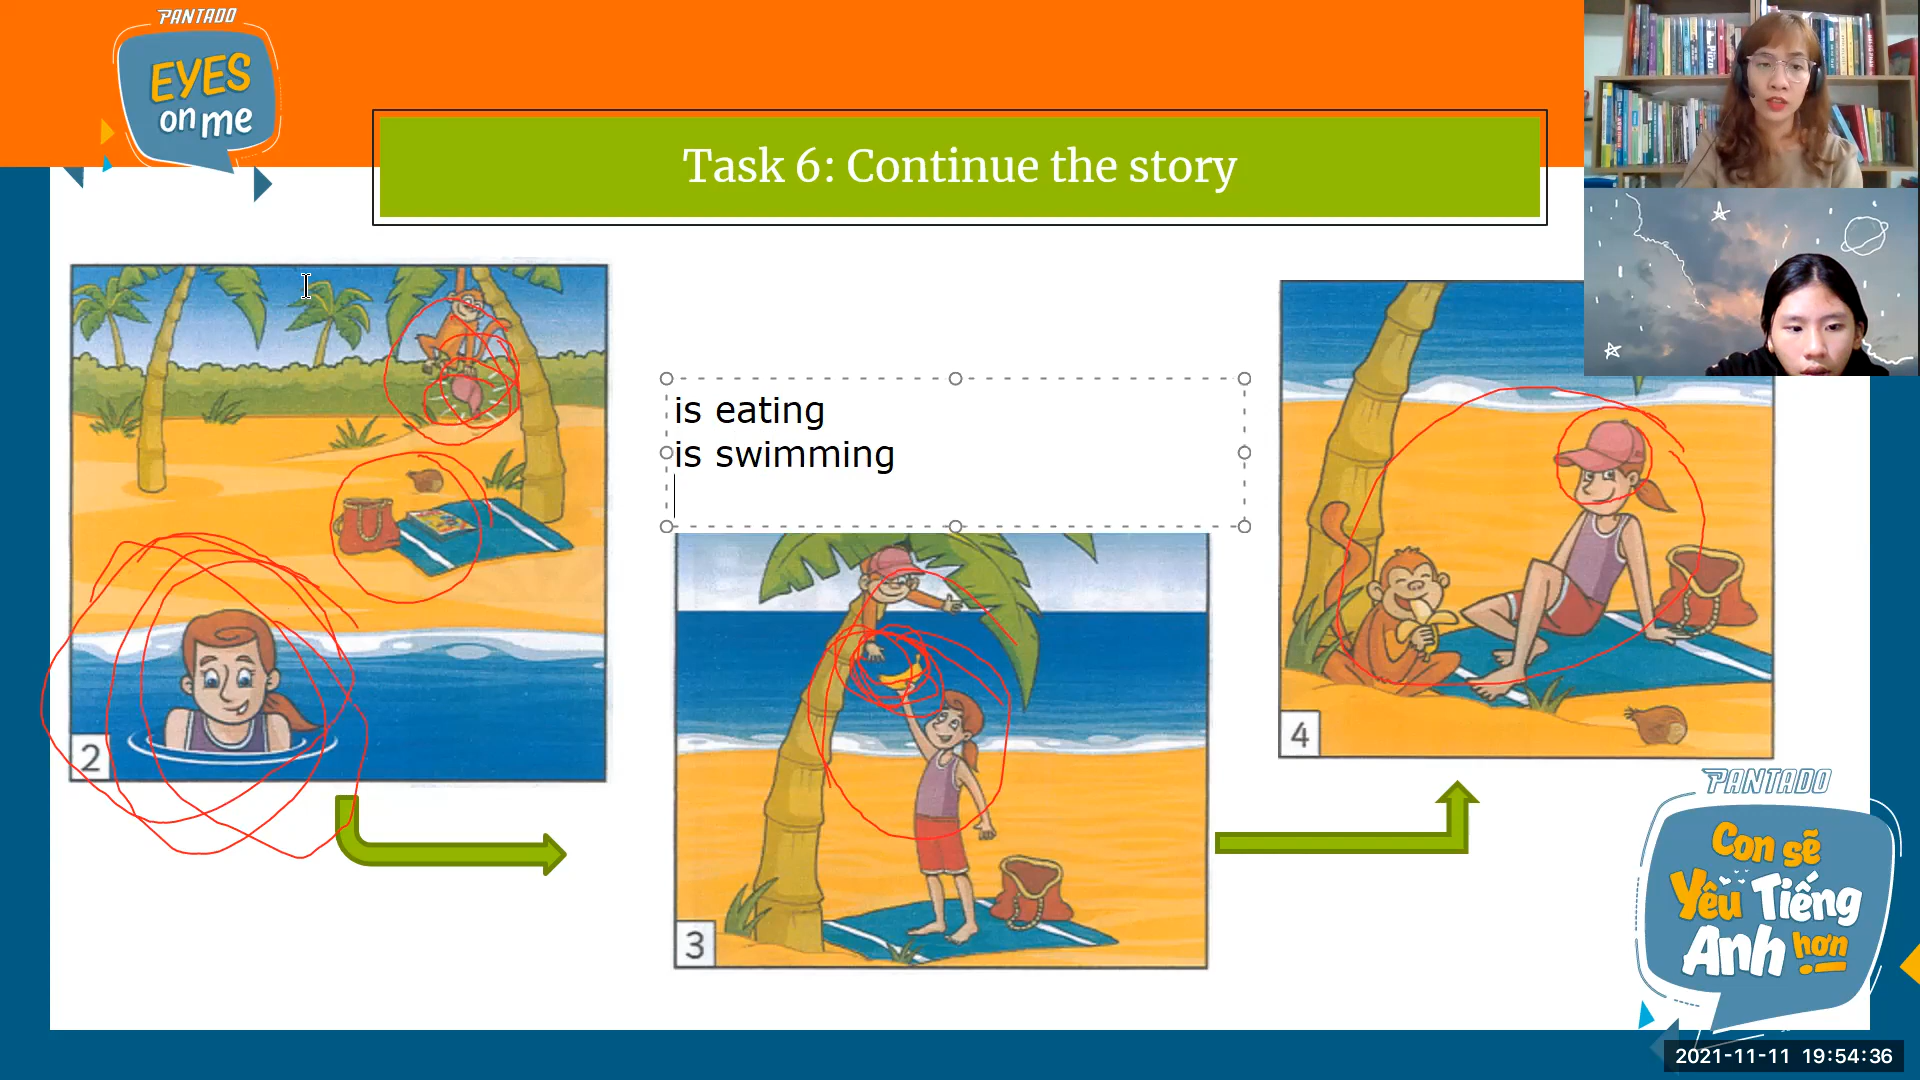 PANTADO
EYES
on me
Task 6: Continue the story
is eating
is swimming
2
3
4
PANTADO
Con sẽ
Yêu Tiếng
Anh hơn
2021-11-11 19:54:36